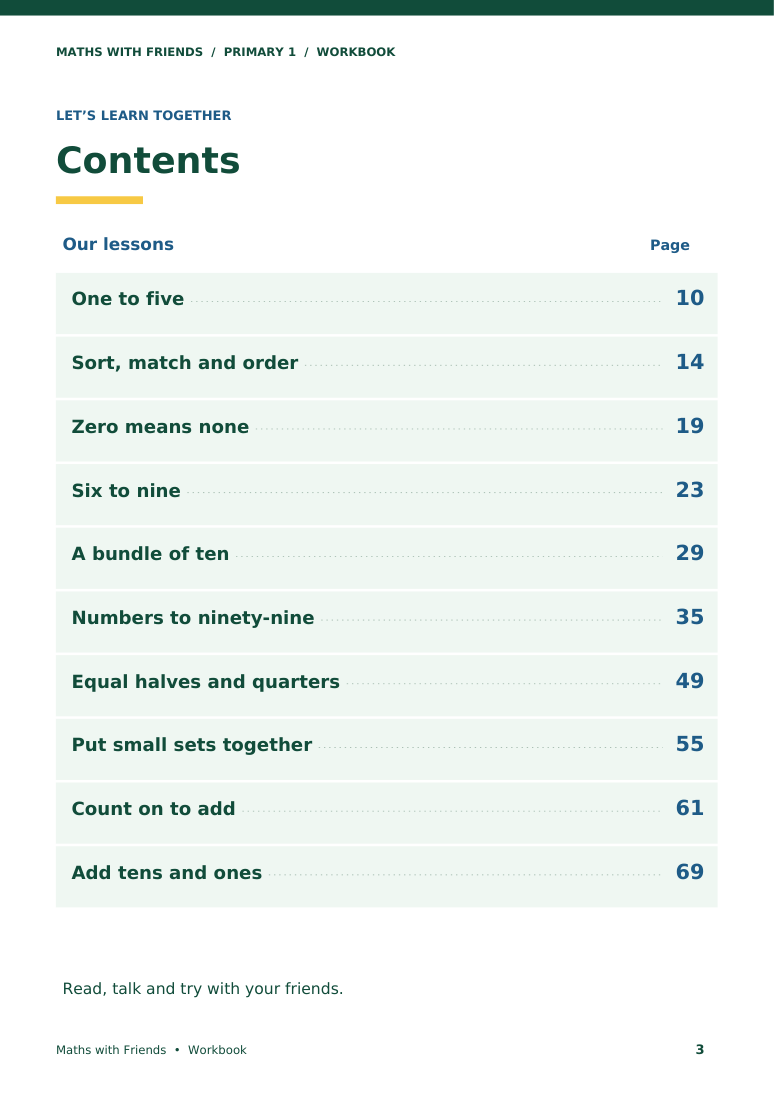 MATHS WITH FRIENDS / PRIMARY 1 / WORKBOOK
LET’S LEARN TOGETHER
Contents
Our lessons Page
One to five 10
Sort, match and order 14
Zero means none 19
Six to nine 23
A bundle of ten 29
Numbers to ninety-nine 35
Equal halves and quarters 49
Put small sets together 55
Count on to add 61
Add tens and ones 69
Read, talk and try with your friends.
Maths with Friends • Workbook 3